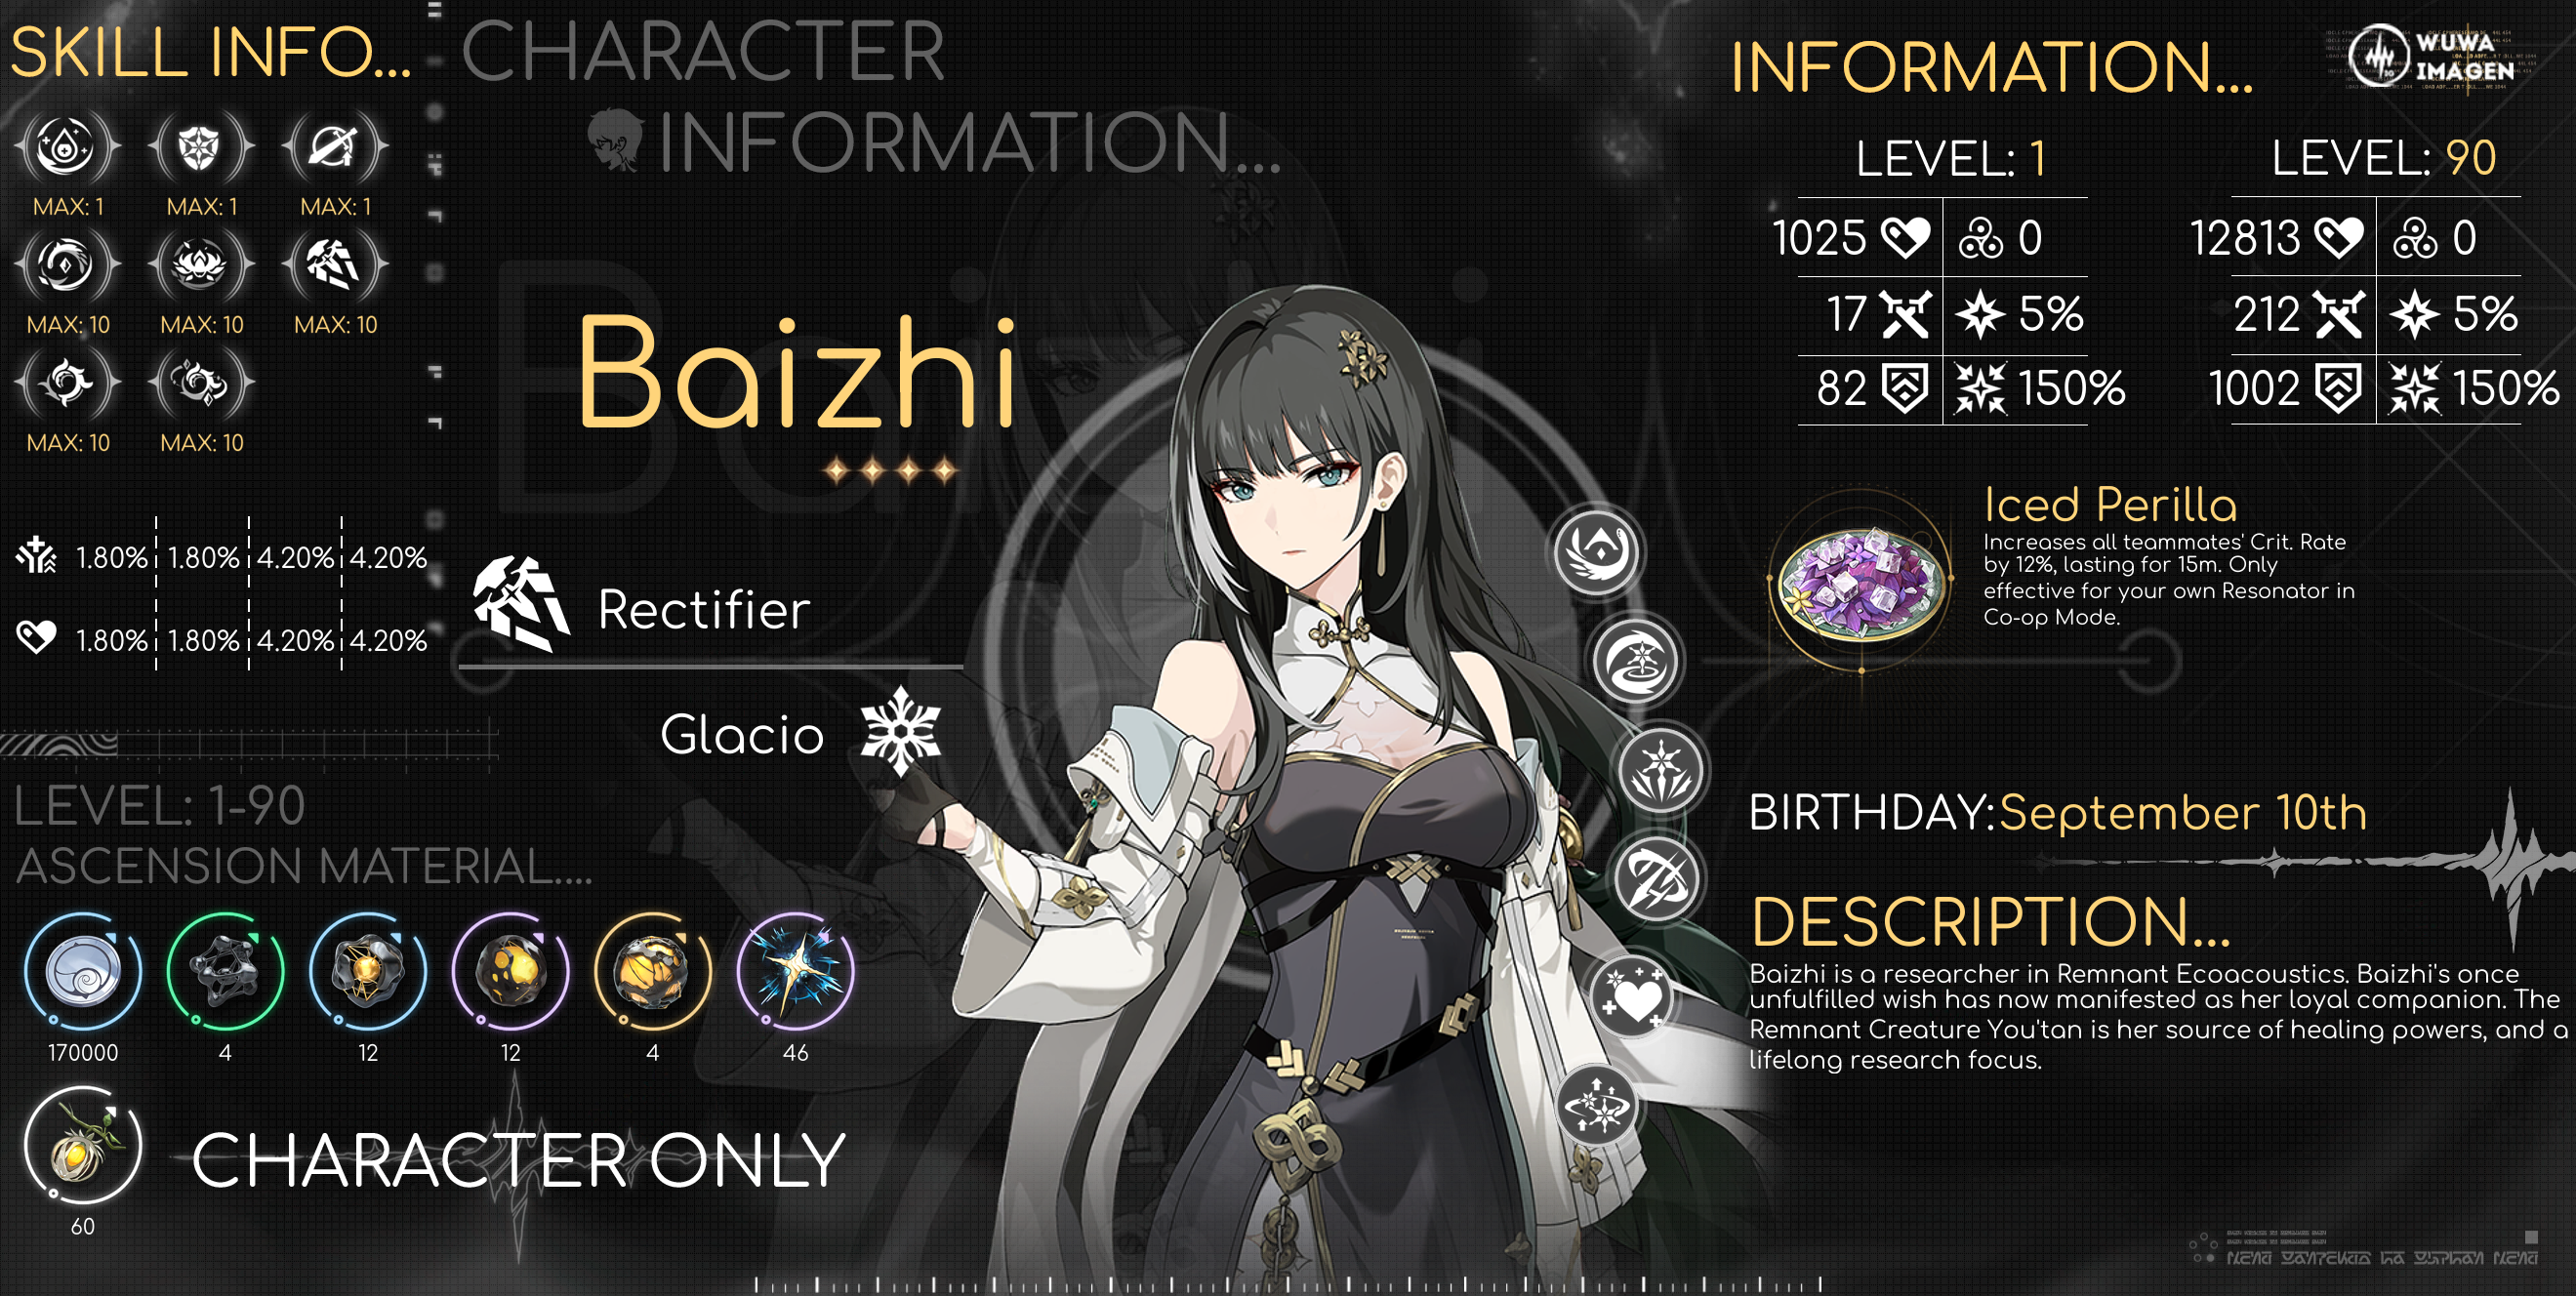 SKILL INFO...
MAX: 1
MAX: 1
MAX: 1
MAX: 10
MAX: 10
MAX: 10
MAX: 10
MAX: 10
1.80% 1.80% 4.20% 4.20%
1.80% 1.80% 4.20% 4.20%
LEVEL: 1-90
ASCENSION MATERIAL....
170000
4
12
12
4
46
60
CHARACTER ONLY
CHARACTER
INFORMATION...
Baizhi
Baizhi
Rectifier
Glacio
INFORMATION...
WUWA
IMAGEN
LEVEL: 1
1025 0
17 5%
82 150%
LEVEL: 90
12813 0
212 5%
1002 150%
Iced Perilla
Increases all teammates' Crit. Rate
by 12%, lasting for 15m. Only
effective for your own Resonator in
Co-op Mode.
BIRTHDAY:September 10th
DESCRIPTION...
Baizhi is a researcher in Remnant Ecoacoustics. Baizhi's once
unfulfilled wish has now manifested as her loyal companion. The
Remnant Creature You'tan is her source of healing powers, and a
lifelong research focus.